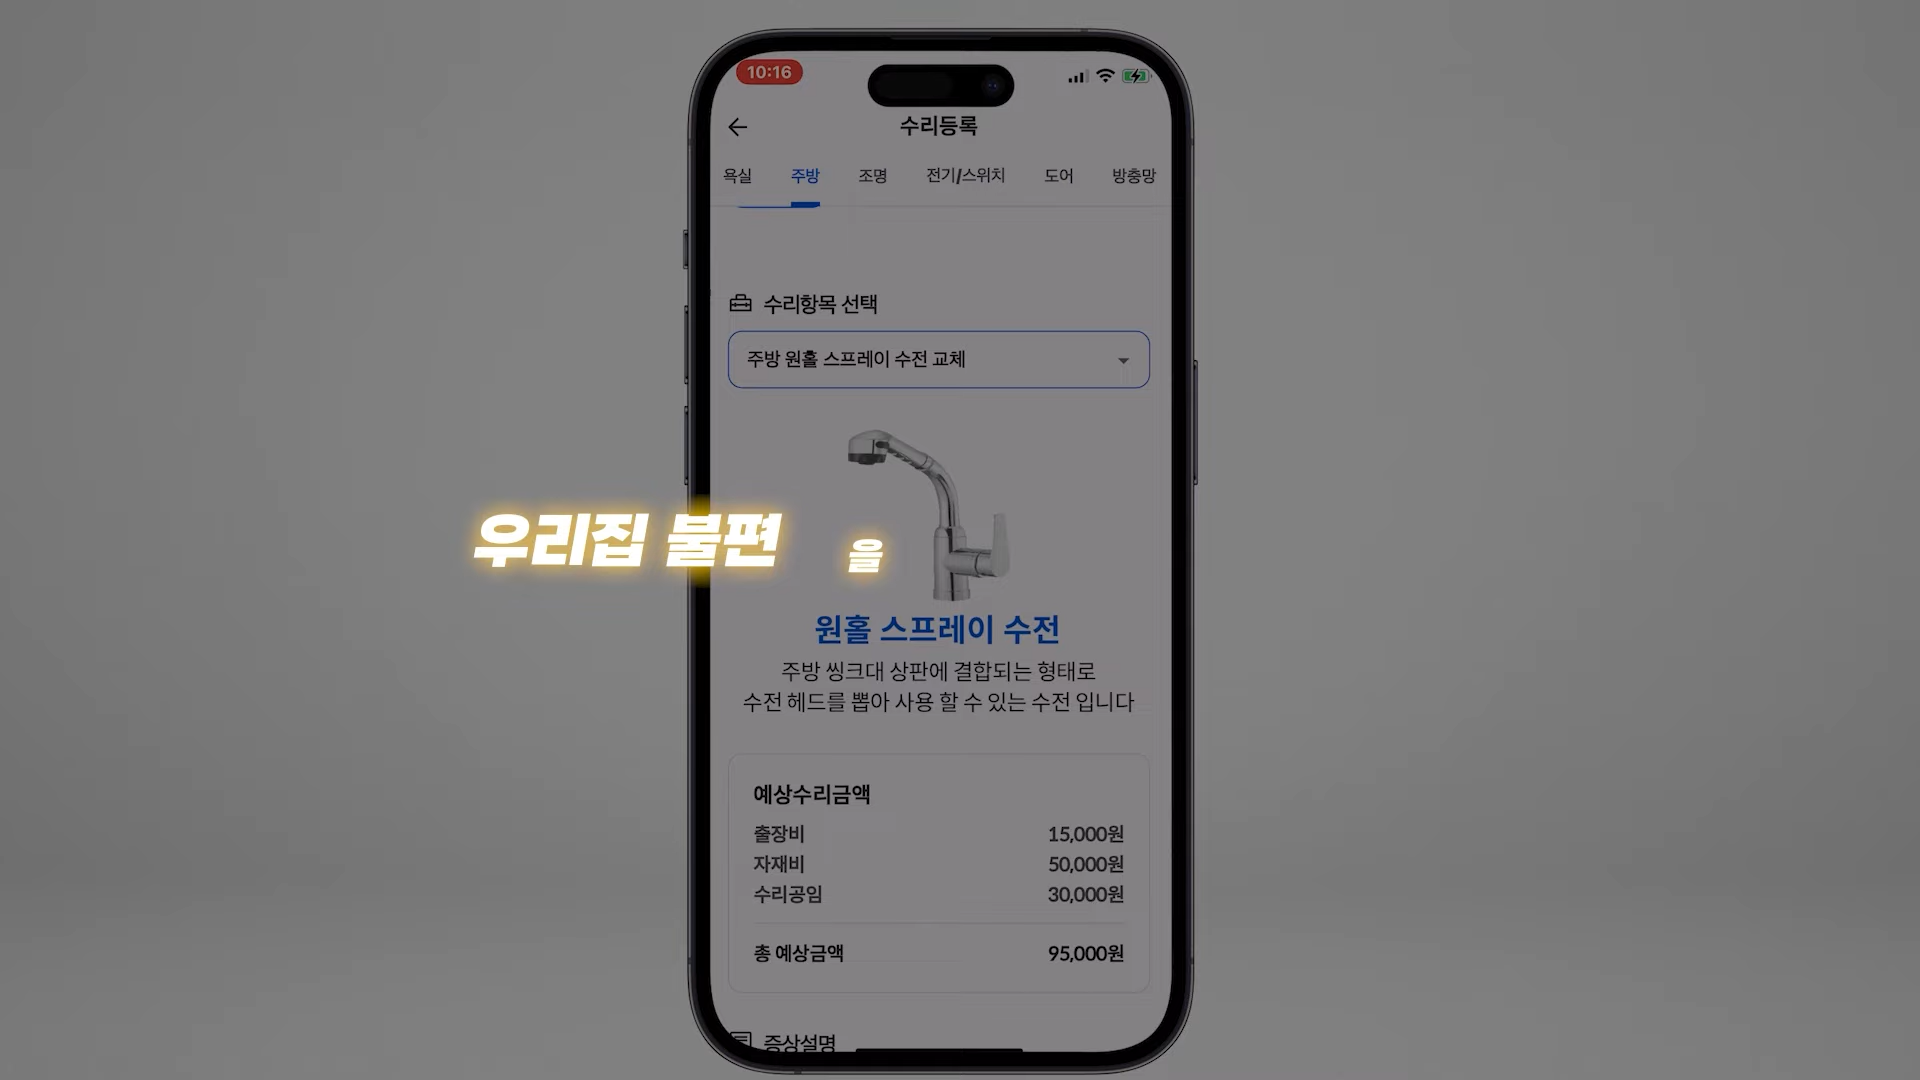 10:16
수리등록
욕실 주방 조명 전기/스위치 도어 방충망
수리항목 선택
주방 원홀 스프레이 수전 교체
우리집 불편 을
원홀 스프레이 수전
주방 씽크대 상판에 결합되는 형태로
수전 헤드를 뽑아 사용 할 수 있는 수전 입니다
예상수리금액
출장비 15,000원
자재비 50,000원
수리공임 30,000원
총 예상금액 95,000원
증상설명